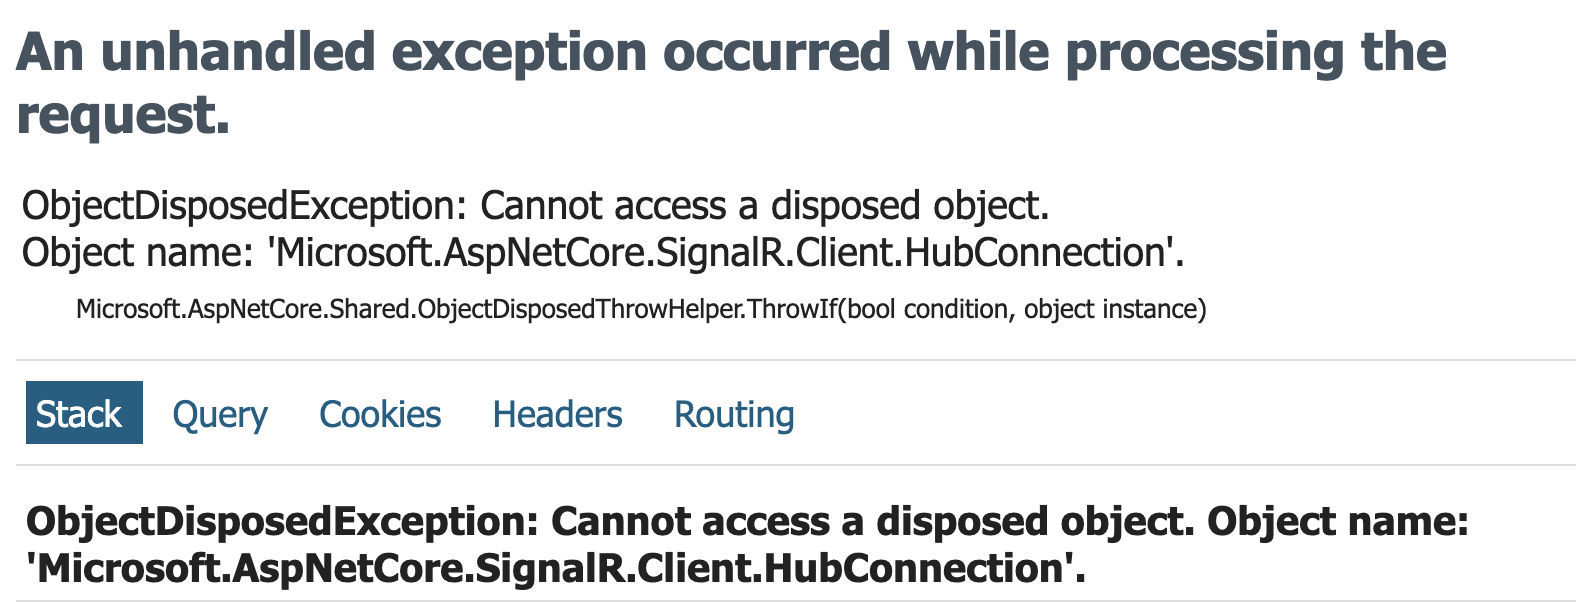 An unhandled exception occurred while processing the
request.
ObjectDisposedException: Cannot access a disposed object.
Object name: 'Microsoft.AspNetCore.SignalR.Client.HubConnection'.
Microsoft.AspNetCore.Shared.ObjectDisposedThrowHelper.ThrowIf(bool condition, object instance)
Stack Query Cookies Headers Routing
ObjectDisposedException: Cannot access a disposed object. Object name:
'Microsoft.AspNetCore.SignalR.Client.HubConnection'.